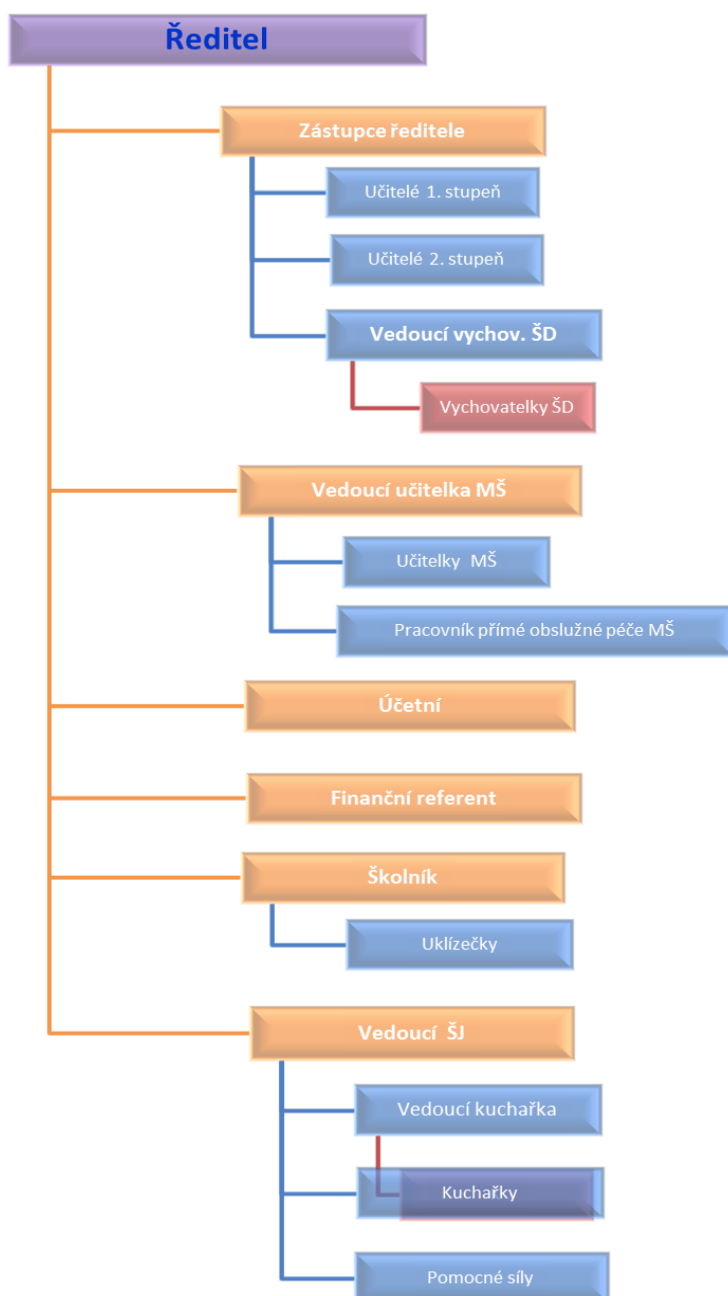 Ředitel
Zástupce ředitele
Učitelé 1. stupeň
Učitelé 2. stupeň
Vedoucí vychov. ŠD
Vychovatelky ŠD
Vedoucí učitelka MŠ
Učitelky MŠ
Pracovník přímé obslužné péče MŠ
Účetní
Finanční referent
Školník
Uklízečky
Vedoucí ŠJ
Vedoucí kuchařka
Kuchařky
Pomocné síly